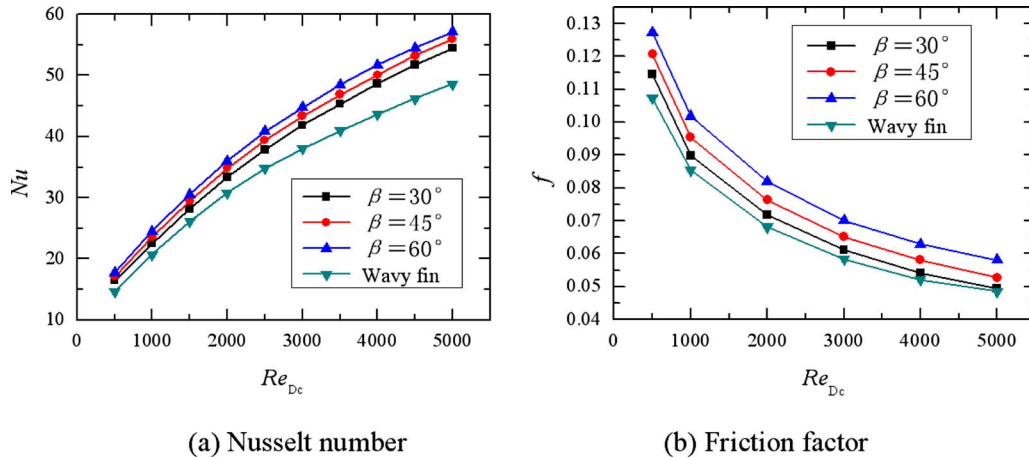 60
50
40
30
20
10
Nu
0 1000 2000 3000 4000 5000
Re_Dc
β=30°
β=45°
β=60°
Wavy fin
(a) Nusselt number
0.13
0.12
0.11
0.10
0.09
0.08
0.07
0.06
0.05
0.04
f
0 1000 2000 3000 4000 5000
Re_Dc
β=30°
β=45°
β=60°
Wavy fin
(b) Friction factor